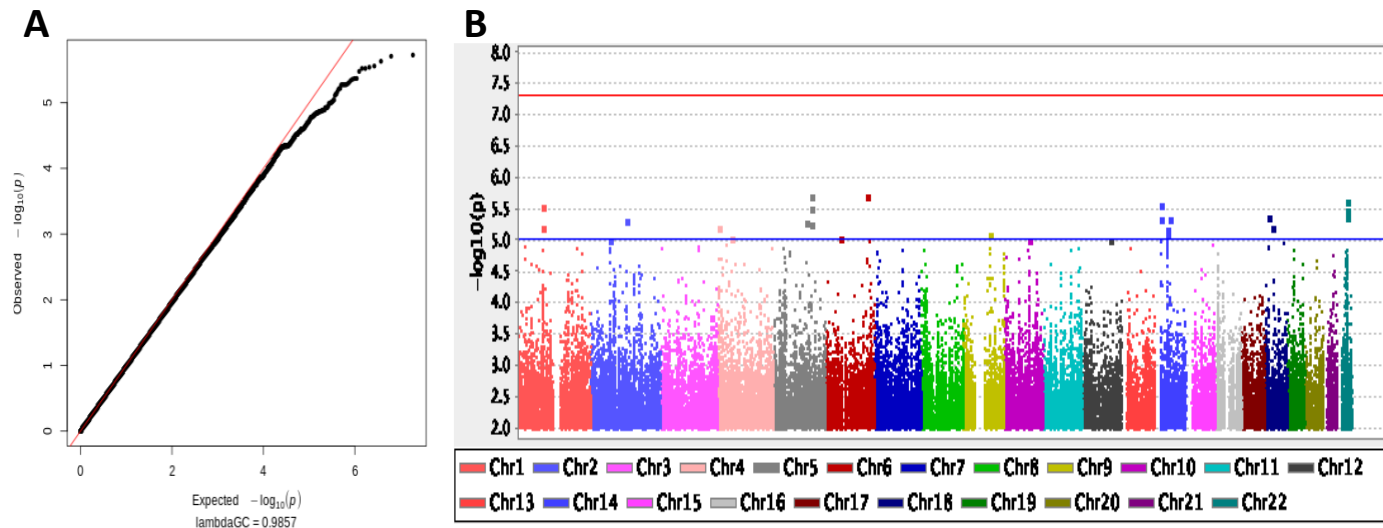 A
Observed −log10(p)
5
4
3
2
1
0
0 2 4 6
Expected −log10(p)
lambdaGC = 0.9857
B
−log10(p)
8.0
7.5
7.0
6.5
6.0
5.5
5.0
4.5
4.0
3.5
3.0
2.5
2.0
Chr1 Chr2 Chr3 Chr4 Chr5 Chr6 Chr7 Chr8 Chr9 Chr10 Chr11 Chr12
Chr13 Chr14 Chr15 Chr16 Chr17 Chr18 Chr19 Chr20 Chr21 Chr22